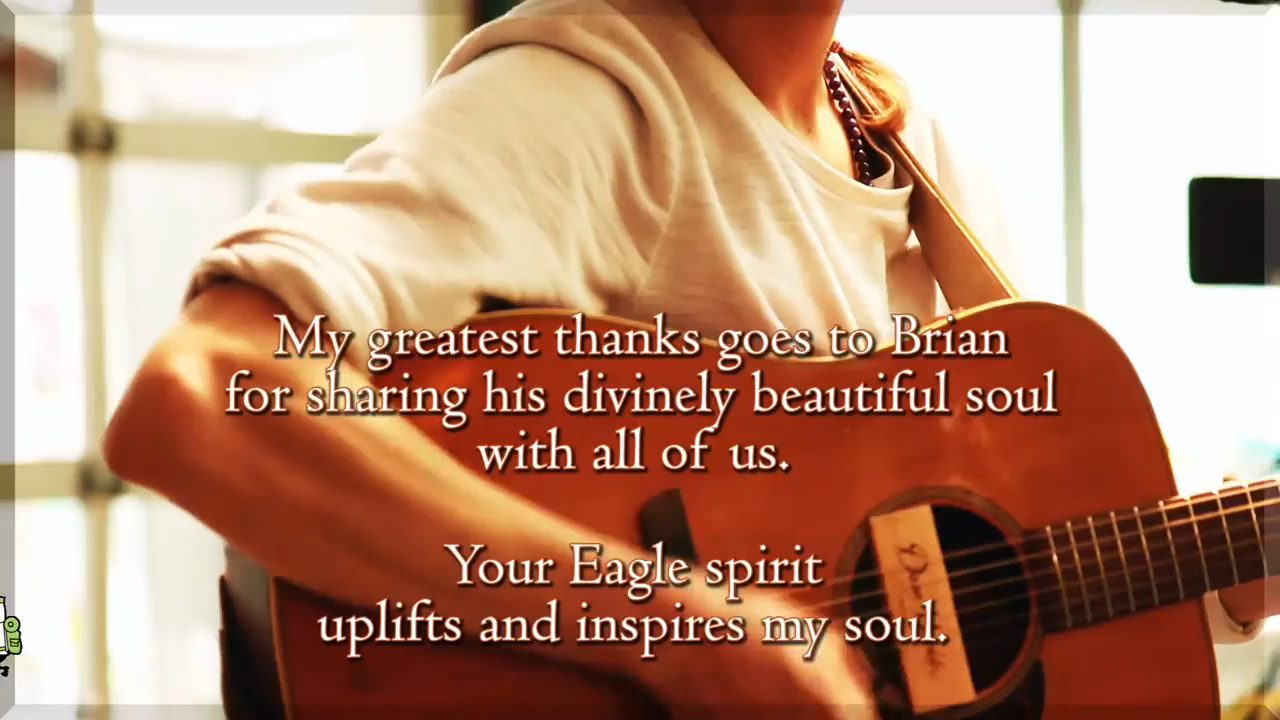 My greatest thanks goes to Brian
for sharing his divinely beautiful soul
with all of us.
Your Eagle spirit
uplifts and inspires my soul.